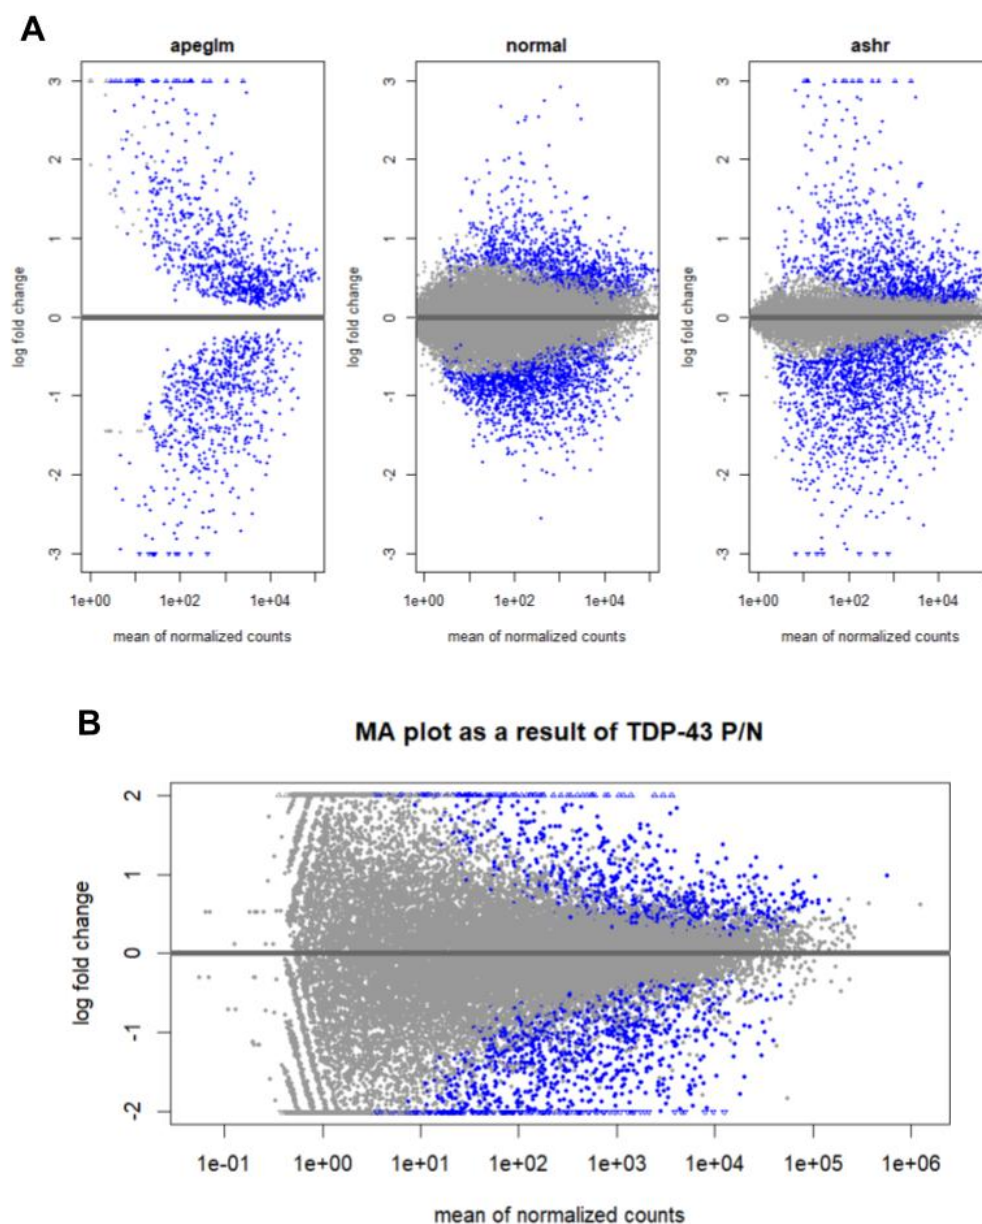 A
apeglm normal ashr
log fold change
3
2
1
0
-1
-2
-3
1e+00 1e+02 1e+04
mean of normalized counts
log fold change
3
2
1
0
-1
-2
-3
1e+00 1e+02 1e+04
mean of normalized counts
log fold change
3
2
1
0
-1
-2
-3
1e+00 1e+02 1e+04
mean of normalized counts
B
MA plot as a result of TDP-43 P/N
log fold change
2
1
0
-1
-2
1e-01 1e+00 1e+01 1e+02 1e+03 1e+04 1e+05 1e+06
mean of normalized counts